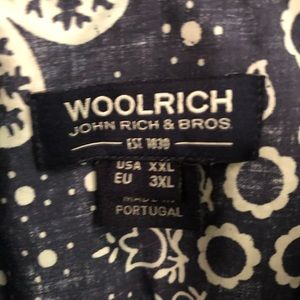 WOOLRICH
JOHN RICH & BROS.
EST. 1830
USA XXL
EU 3XL
MADE IN
PORTUGAL